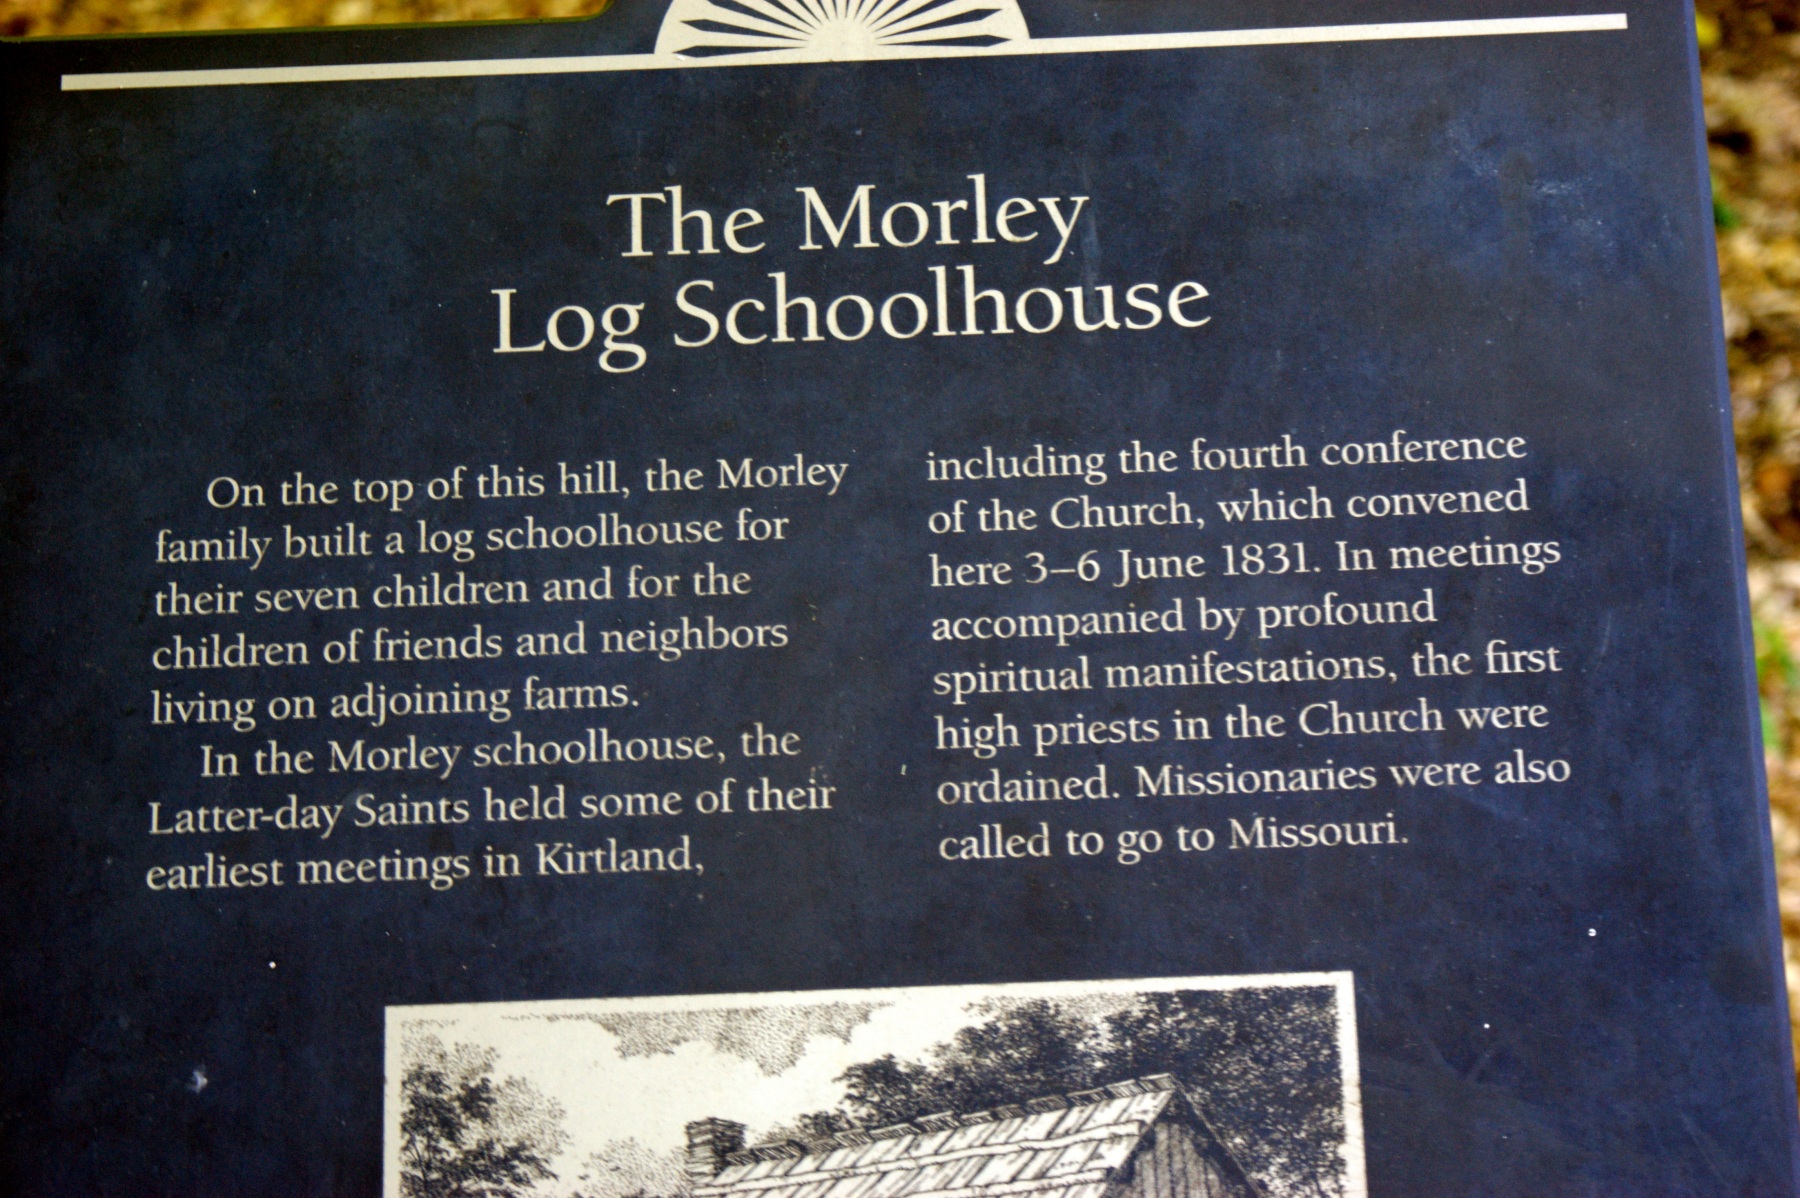 The Morley
Log Schoolhouse
On the top of this hill, the Morley
family built a log schoolhouse for
their seven children and for the
children of friends and neighbors
living on adjoining farms.
In the Morley schoolhouse, the
Latter-day Saints held some of their
earliest meetings in Kirtland,
including the fourth conference
of the Church, which convened
here 3–6 June 1831. In meetings
accompanied by profound
spiritual manifestations, the first
high priests in the Church were
ordained. Missionaries were also
called to go to Missouri.